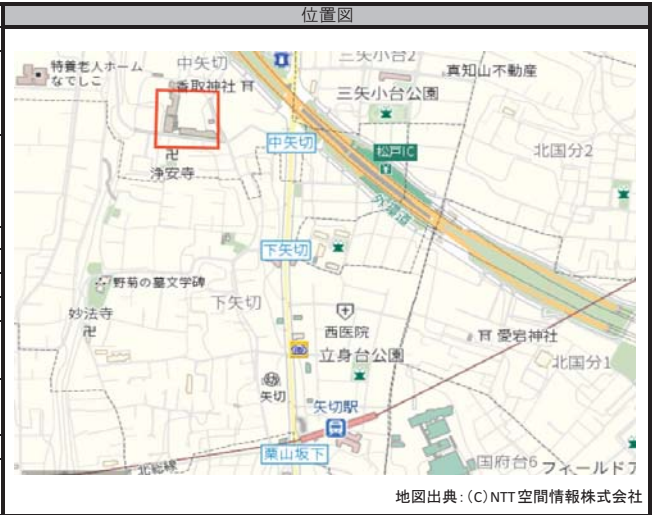 位置図
特養老人ホーム
なでしこ
中矢切
香取神社
三矢小台2
真知山不動産
三矢小台公園
中矢切
松戸IC
北国分2
浄安寺
外環道
下矢切
野菊の墓文学碑
下矢切
妙法寺
西医院
愛宕神社
立身台公園
北国分1
矢切
矢切駅
栗山坂下
北総線
国府台6
フィールドア
地図出典：(C)NTT空間情報株式会社